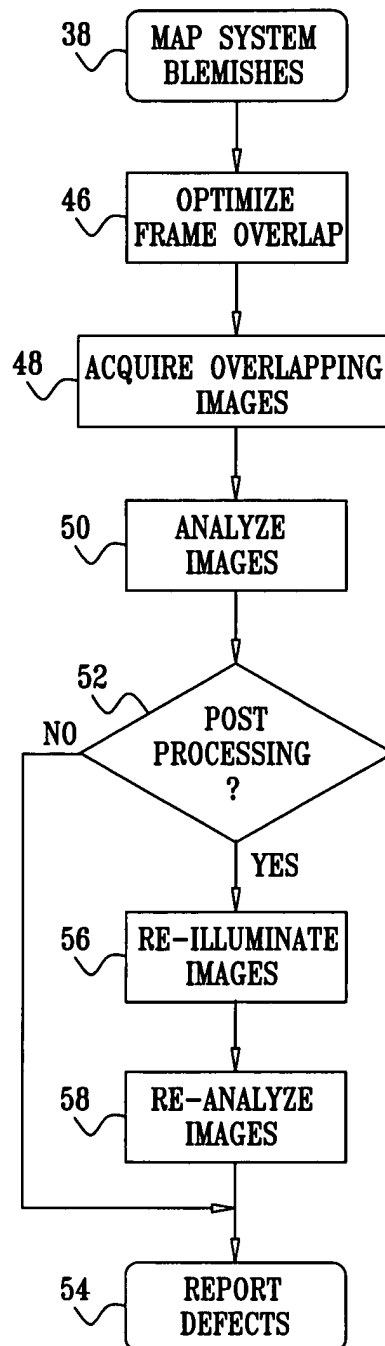 38
MAP SYSTEM
BLEMISHES
46
OPTIMIZE
FRAME OVERLAP
48
ACQUIRE OVERLAPPING
IMAGES
50
ANALYZE
IMAGES
52
NO
POST
PROCESSING
?
YES
56
RE-ILLUMINATE
IMAGES
58
RE-ANALYZE
IMAGES
54
REPORT
DEFECTS